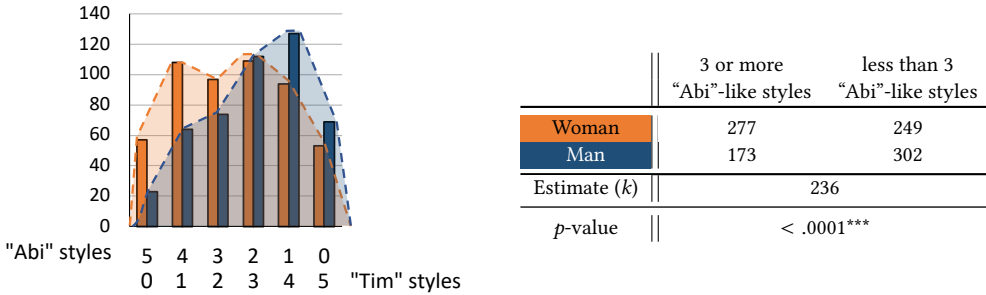 140
120
100
80
60
40
20
0
"Abi" styles 5 4 3 2 1 0
0 1 2 3 4 5 "Tim" styles
3 or more less than 3
“Abi”-like styles “Abi”-like styles
Woman 277 249
Man 173 302
Estimate (k) 236
p-value < .0001***